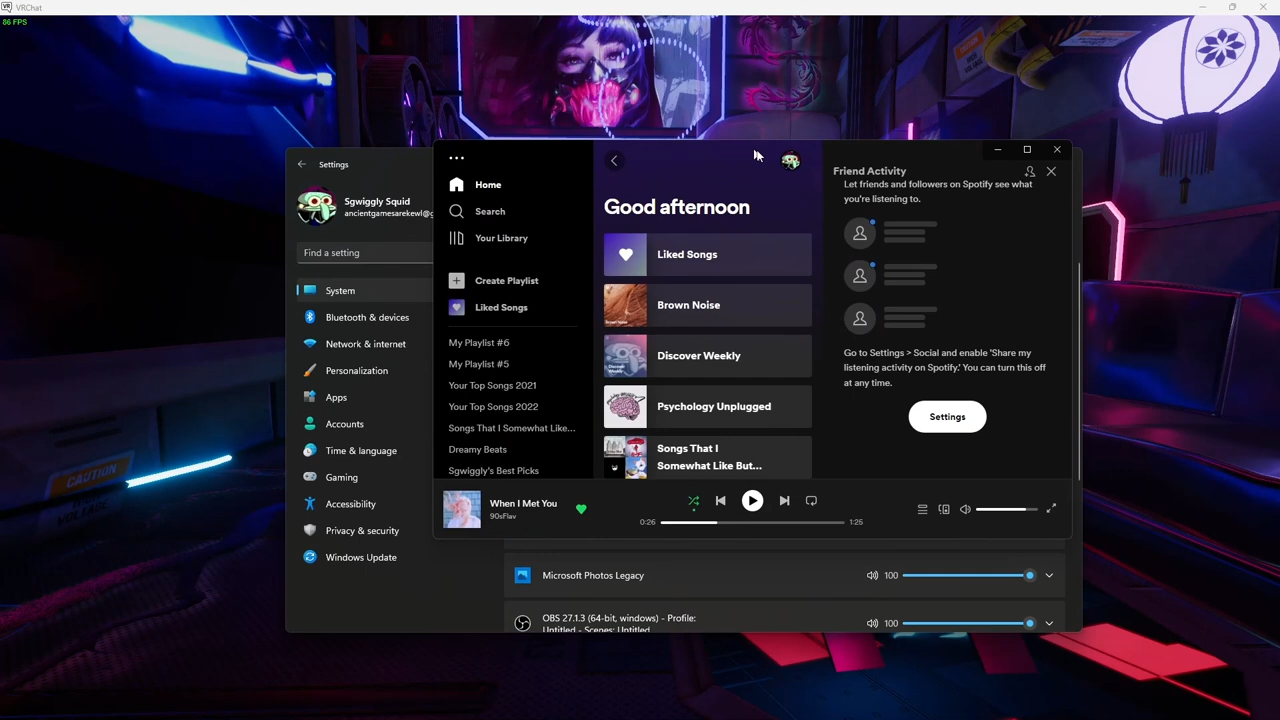 VRChat
86 FPS
Settings
Sgwiggly Squid
ancientgamesarekewl@g
Find a setting
System
Bluetooth & devices
Network & internet
Personalization
Apps
Accounts
Time & language
Gaming
Accessibility
Privacy & security
Windows Update
Home
Search
Your Library
Create Playlist
Liked Songs
My Playlist #6
My Playlist #5
Your Top Songs 2021
Your Top Songs 2022
Songs That I Somewhat Like...
Dreamy Beats
Sgwiggly's Best Picks
Good afternoon
Liked Songs
Brown Noise
Discover Weekly
Psychology Unplugged
Songs That I
Somewhat Like But...
Friend Activity
Let friends and followers on Spotify see what
you're listening to.
Go to Settings > Social and enable 'Share my
listening activity on Spotify.' You can turn this off
at any time.
Settings
When I Met You
90sFlav
0:26
1:25
Microsoft Photos Legacy
100
OBS 27.1.3 (64-bit, windows) - Profile:
Untitled - Scenes: Untitled
100
CAUTION